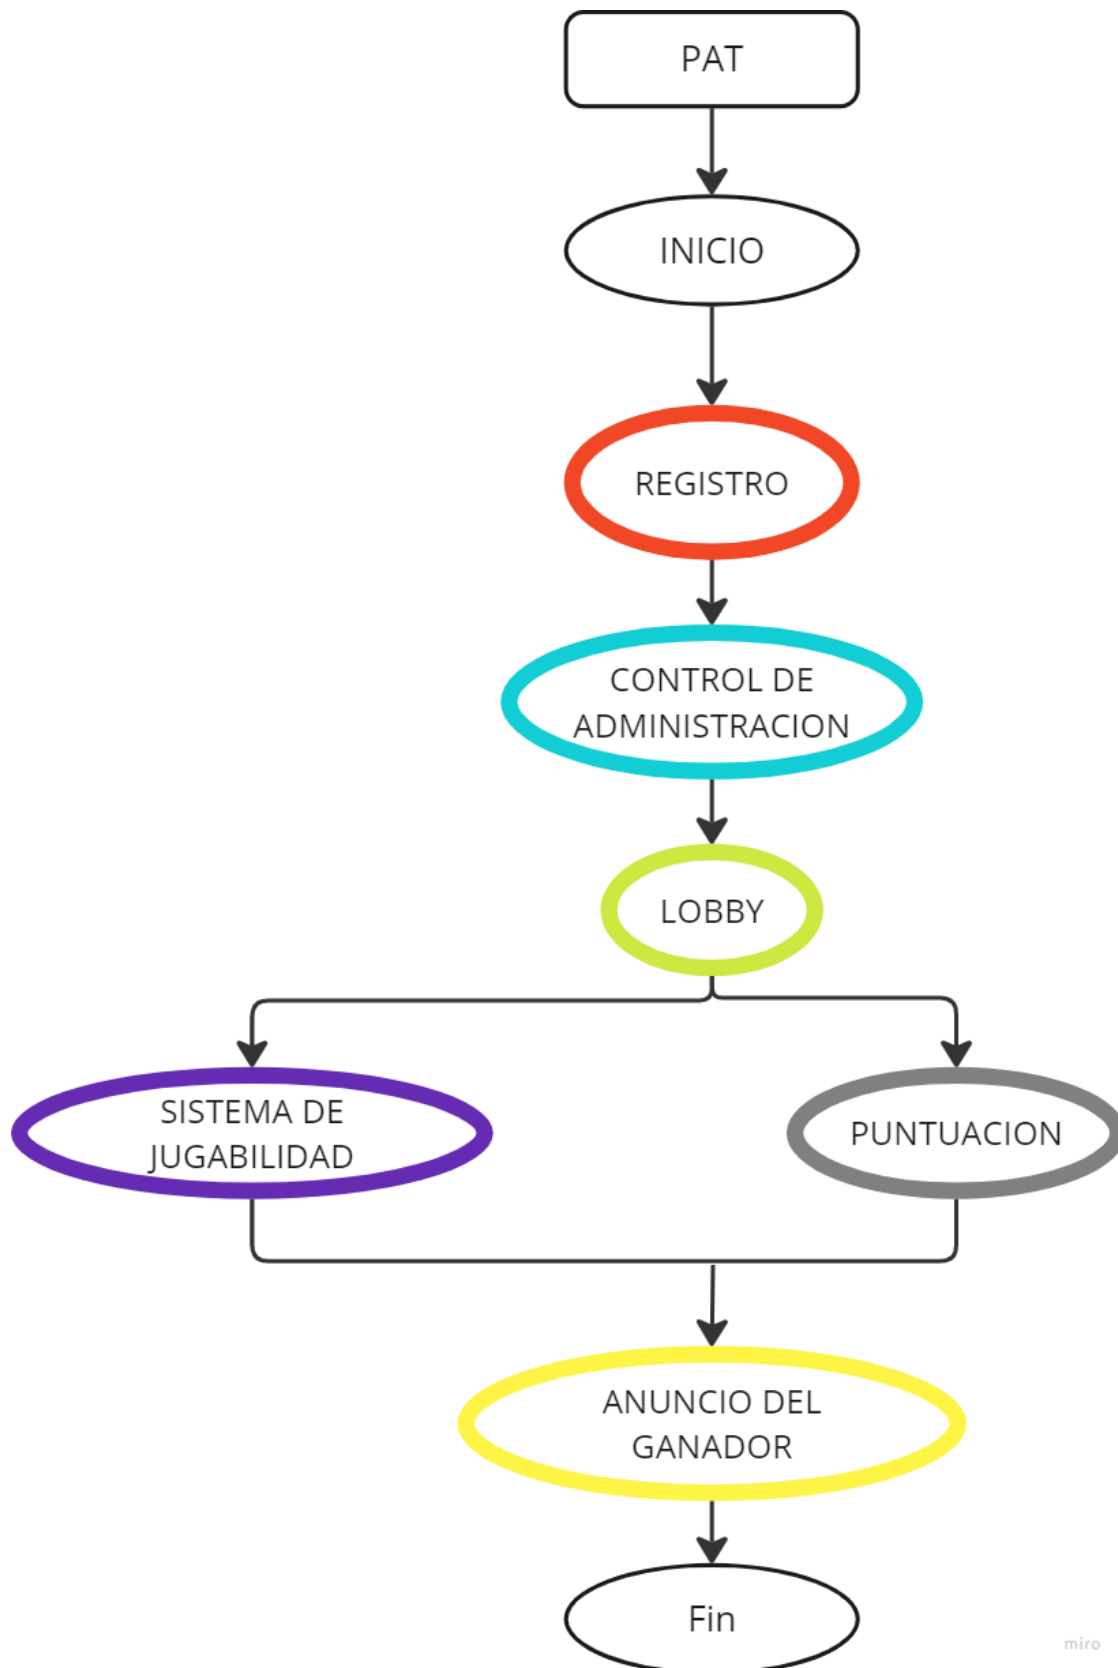 PAT
INICIO
REGISTRO
CONTROL DE
ADMINISTRACION
LOBBY
SISTEMA DE
JUGABILIDAD
PUNTUACION
ANUNCIO DEL
GANADOR
Fin
miro